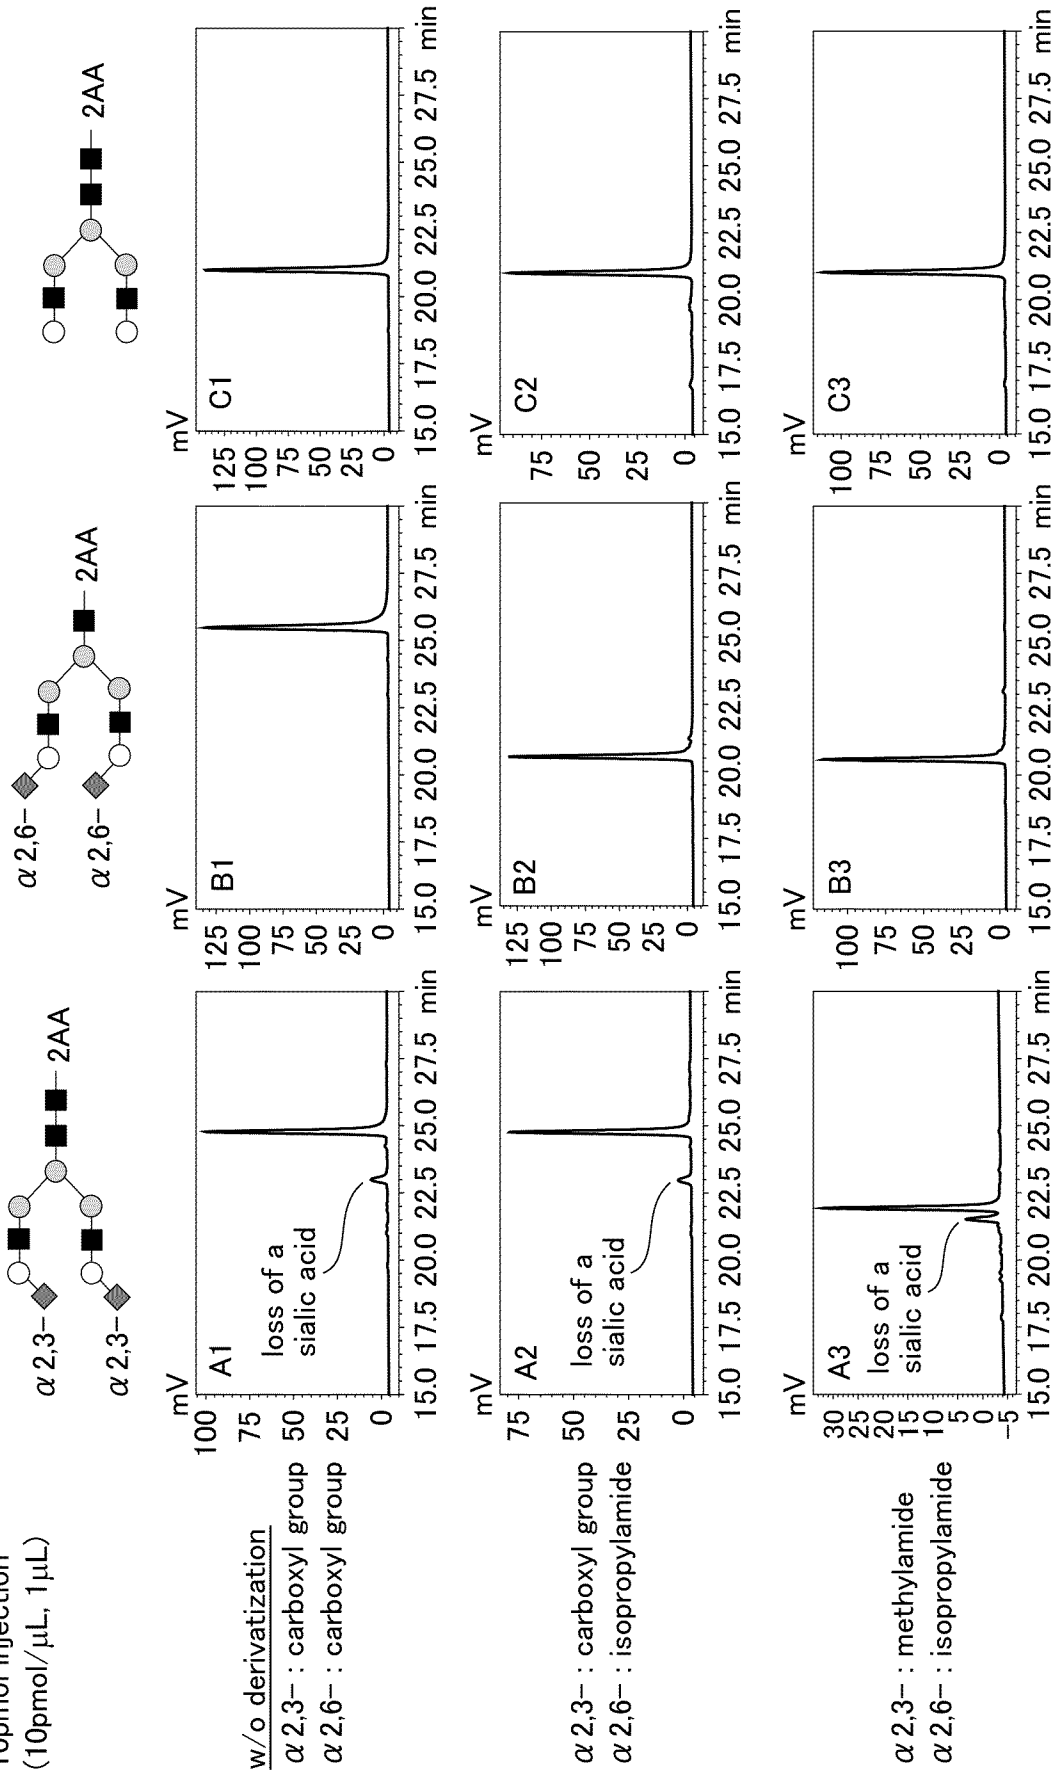 10pmol injection
(10pmol/μL, 1μL)
α2,3-
α2,3-
2AA
α2,6-
α2,6-
2AA
2AA
w/o derivatization
α2,3- : carboxyl group
α2,6- : carboxyl group
mV
100
75
50
25
0
A1
loss of a
sialic acid
15.0 17.5 20.0 22.5 25.0 27.5 min
mV
125
100
75
50
25
0
B1
15.0 17.5 20.0 22.5 25.0 27.5 min
mV
125
100
75
50
25
0
C1
15.0 17.5 20.0 22.5 25.0 27.5 min
α2,3- : carboxyl group
α2,6- : isopropylamide
mV
75
50
25
0
A2
loss of a
sialic acid
15.0 17.5 20.0 22.5 25.0 27.5 min
mV
125
100
75
50
25
0
B2
15.0 17.5 20.0 22.5 25.0 27.5 min
mV
75
50
25
0
C2
15.0 17.5 20.0 22.5 25.0 27.5 min
α2,3- : methylamide
α2,6- : isopropylamide
mV
30
25
20
15
10
5
0
-5
A3
loss of a
sialic acid
15.0 17.5 20.0 22.5 25.0 27.5 min
mV
100
75
50
25
0
B3
15.0 17.5 20.0 22.5 25.0 27.5 min
mV
100
75
50
25
0
C3
15.0 17.5 20.0 22.5 25.0 27.5 min